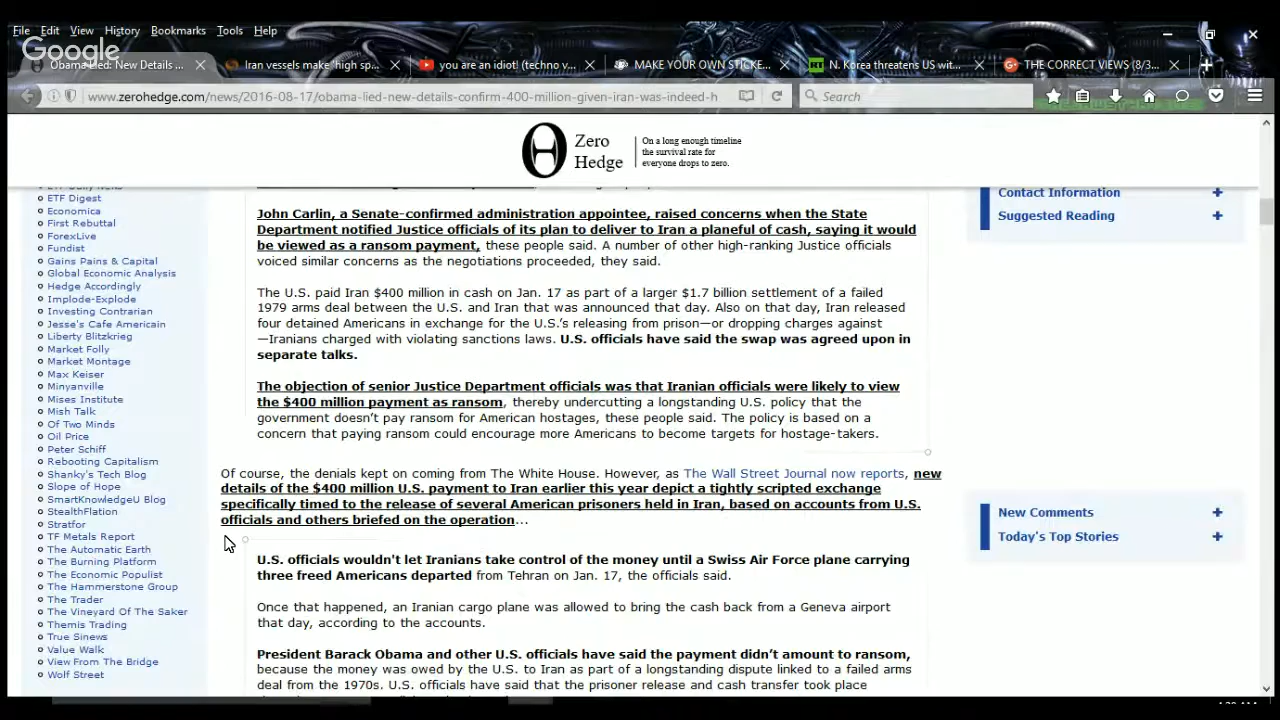 File Edit View History Bookmarks Tools Help
Google
Obama Lied: New Details ...
Iran vessels make 'high sp...
you are an idiot! (techno v...
MAKE YOUR OWN STICKE...
N. Korea threatens US wit...
THE CORRECT VIEWS (8/3...
www.zerohedge.com/news/2016-08-17/obama-lied-new-details-confirm-400-million-given-iran-was-indeed-h
Search
Zero
Hedge
On a long enough timeline
the survival rate for
everyone drops to zero.
ETF Digest
Economica
First Rebuttal
ForexLive
Fundist
Gains Pains & Capital
Global Economic Analysis
Hedge Accordingly
Implode-Explode
Investing Contrarian
Jesse's Cafe Americain
Liberty Blitzkrieg
Market Folly
Market Montage
Max Keiser
Minyanville
Mises Institute
Mish Talk
Of Two Minds
Oil Price
Peter Schiff
Rebooting Capitalism
Shanky's Tech Blog
Slope of Hope
SmartKnowledgeU Blog
StealthFlation
Stratfor
TF Metals Report
The Automatic Earth
The Burning Platform
The Economic Populist
The Hammerstone Group
The Trader
The Vineyard Of The Saker
Themis Trading
True Sinews
Value Walk
View From The Bridge
Wolf Street
John Carlin, a Senate-confirmed administration appointee, raised concerns when the State
Department notified Justice officials of its plan to deliver to Iran a planeful of cash, saying it would
be viewed as a ransom payment, these people said. A number of other high-ranking Justice officials
voiced similar concerns as the negotiations proceeded, they said.
The U.S. paid Iran $400 million in cash on Jan. 17 as part of a larger $1.7 billion settlement of a failed
1979 arms deal between the U.S. and Iran that was announced that day. Also on that day, Iran released
four detained Americans in exchange for the U.S.'s releasing from prison—or dropping charges against
—Iranians charged with violating sanctions laws. U.S. officials have said the swap was agreed upon in
separate talks.
The objection of senior Justice Department officials was that Iranian officials were likely to view
the $400 million payment as ransom, thereby undercutting a longstanding U.S. policy that the
government doesn't pay ransom for American hostages, these people said. The policy is based on a
concern that paying ransom could encourage more Americans to become targets for hostage-takers.
Of course, the denials kept on coming from The White House. However, as The Wall Street Journal now reports, new
details of the $400 million U.S. payment to Iran earlier this year depict a tightly scripted exchange
specifically timed to the release of several American prisoners held in Iran, based on accounts from U.S.
officials and others briefed on the operation...
U.S. officials wouldn't let Iranians take control of the money until a Swiss Air Force plane carrying
three freed Americans departed from Tehran on Jan. 17, the officials said.
Once that happened, an Iranian cargo plane was allowed to bring the cash back from a Geneva airport
that day, according to the accounts.
President Barack Obama and other U.S. officials have said the payment didn't amount to ransom,
because the money was owed by the U.S. to Iran as part of a longstanding dispute linked to a failed arms
deal from the 1970s. U.S. officials have said that the prisoner release and cash transfer took place
Contact Information +
Suggested Reading +
New Comments +
Today's Top Stories +